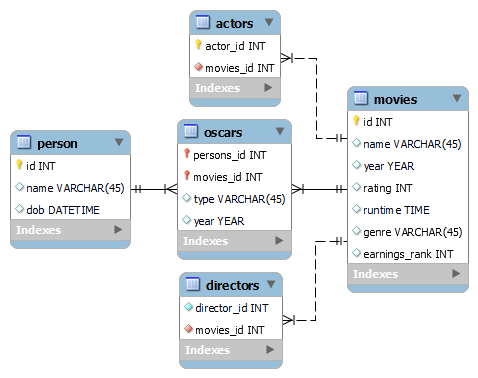 actors
actor_id INT
movies_id INT
Indexes
person
id INT
name VARCHAR(45)
dob DATETIME
Indexes
oscars
persons_id INT
movies_id INT
type VARCHAR(45)
year YEAR
Indexes
movies
id INT
name VARCHAR(45)
year YEAR
rating INT
runtime TIME
genre VARCHAR(45)
earnings_rank INT
Indexes
directors
director_id INT
movies_id INT
Indexes